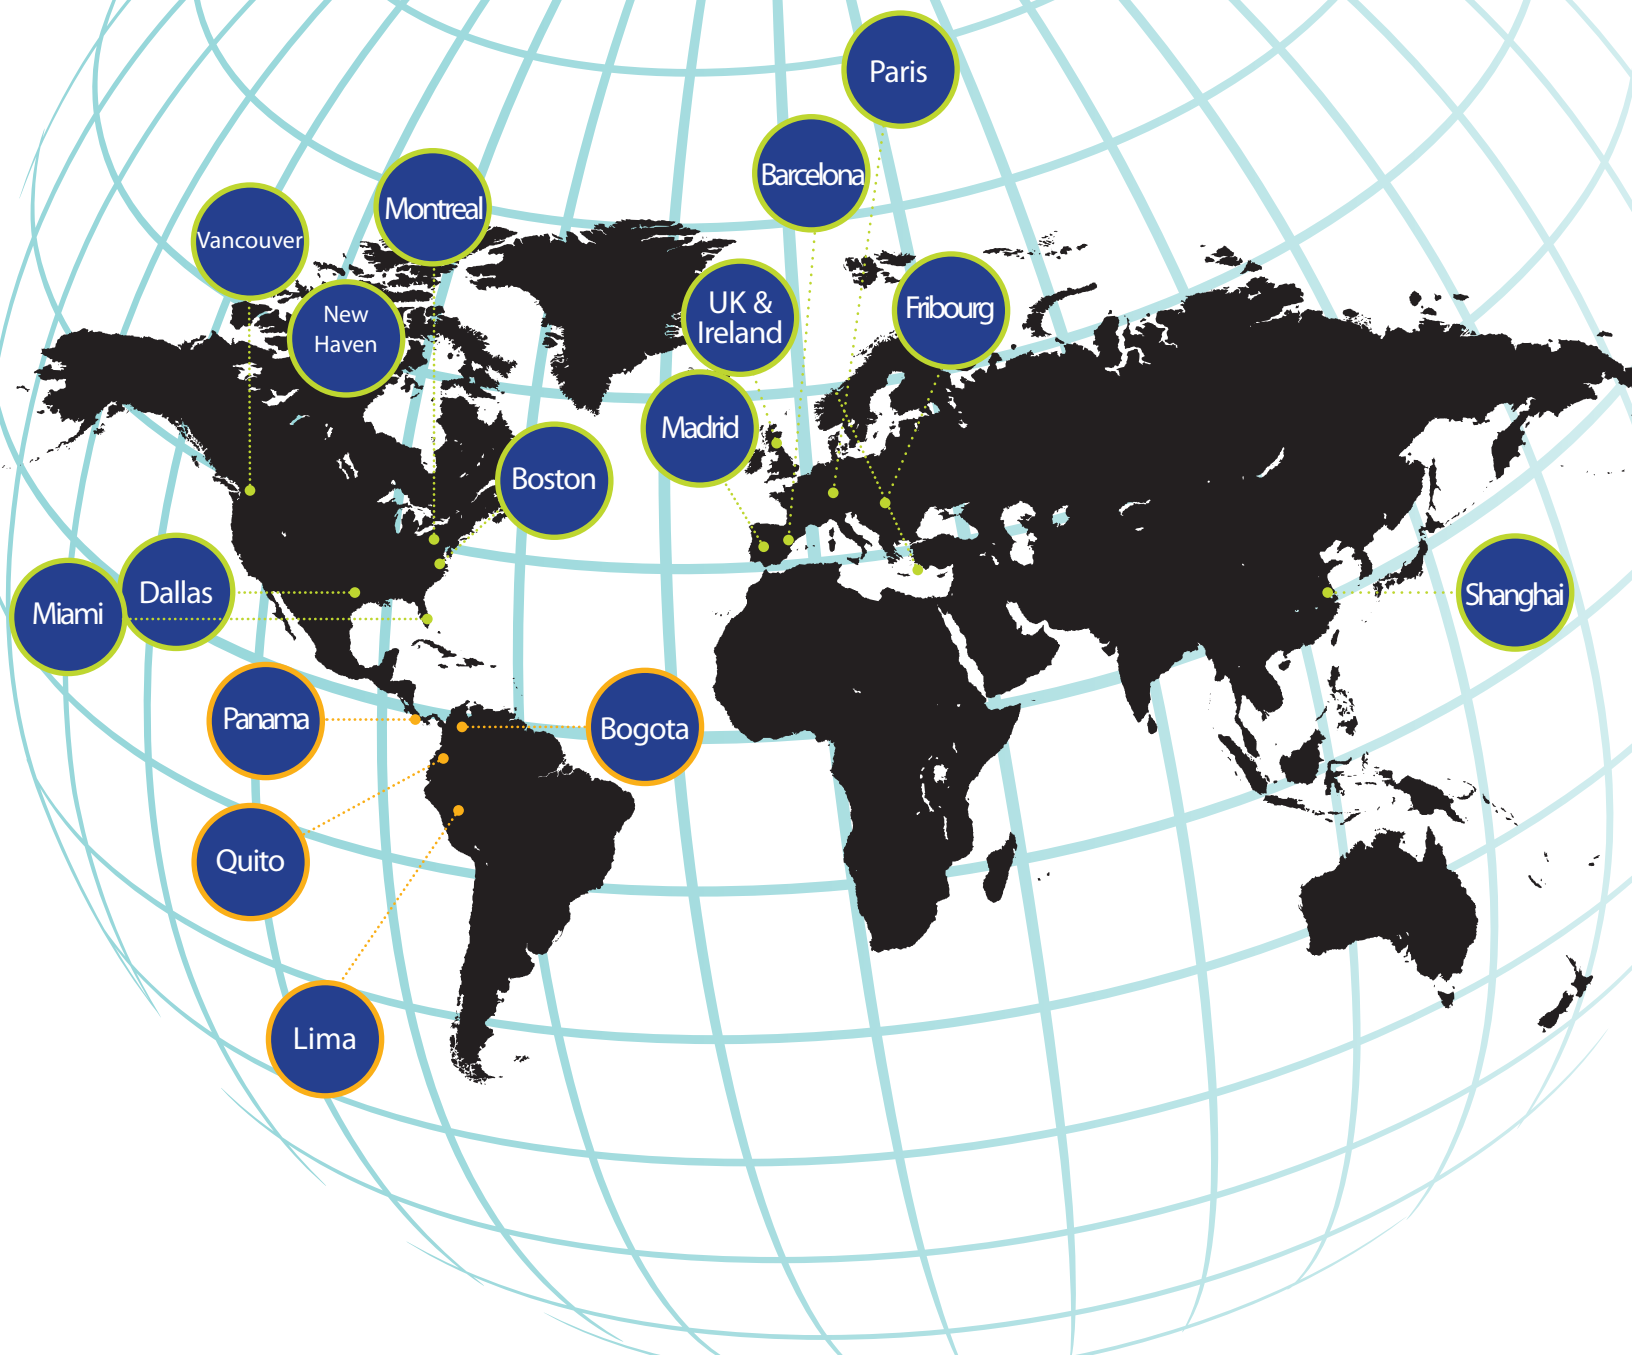 Paris
Barcelona
Montreal
Vancouver
New
Haven
UK &
Ireland
Fribourg
Madrid
Boston
Dallas
Miami
Shanghai
Panama
Bogota
Quito
Lima